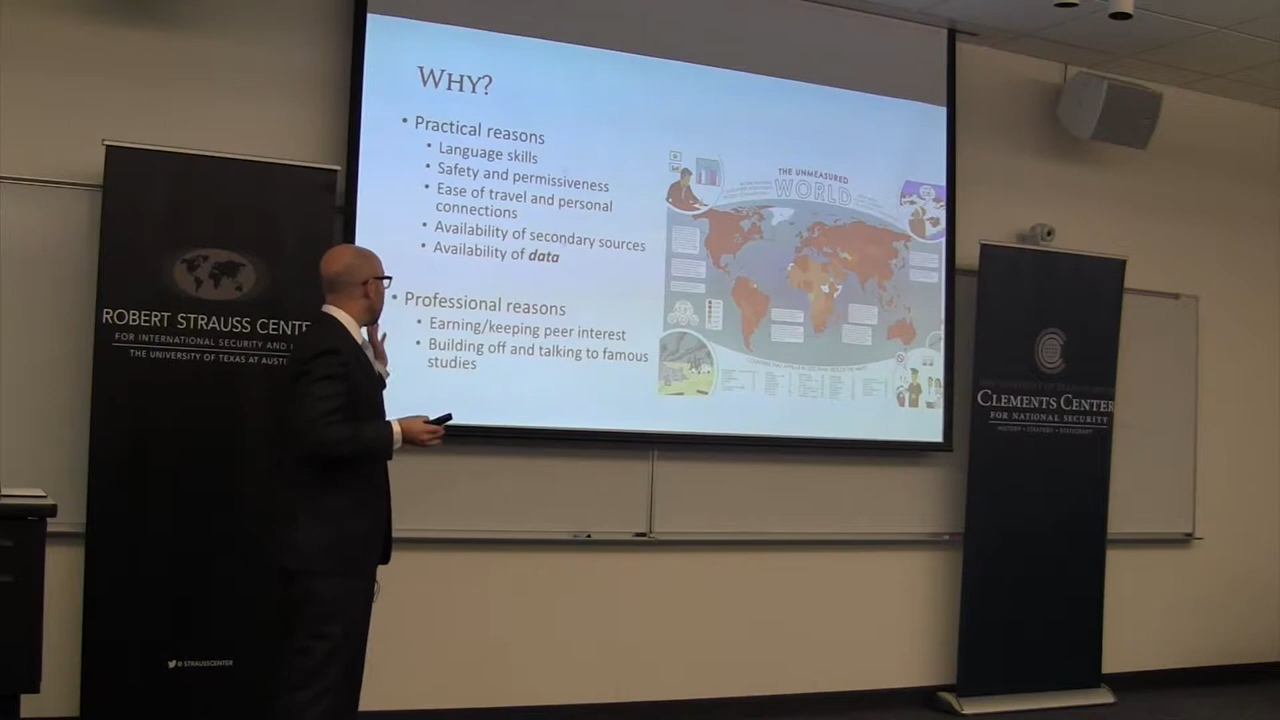 WHY?
• Practical reasons
• Language skills
• Safety and permissiveness
• Ease of travel and personal
connections
• Availability of secondary sources
• Availability of data
• Professional reasons
• Earning/keeping peer interest
• Building off and talking to famous
studies
THE UNMEASURED
WORLD
ROBERT STRAUSS CENTE
FOR INTERNATIONAL SECURITY AND
THE UNIVERSITY OF TEXAS AT AUSTI
@STRAUSSCENTER
CLEMENTS CENTER
FOR NATIONAL SECURITY
HISTORY • STRATEGY • STATECRAFT